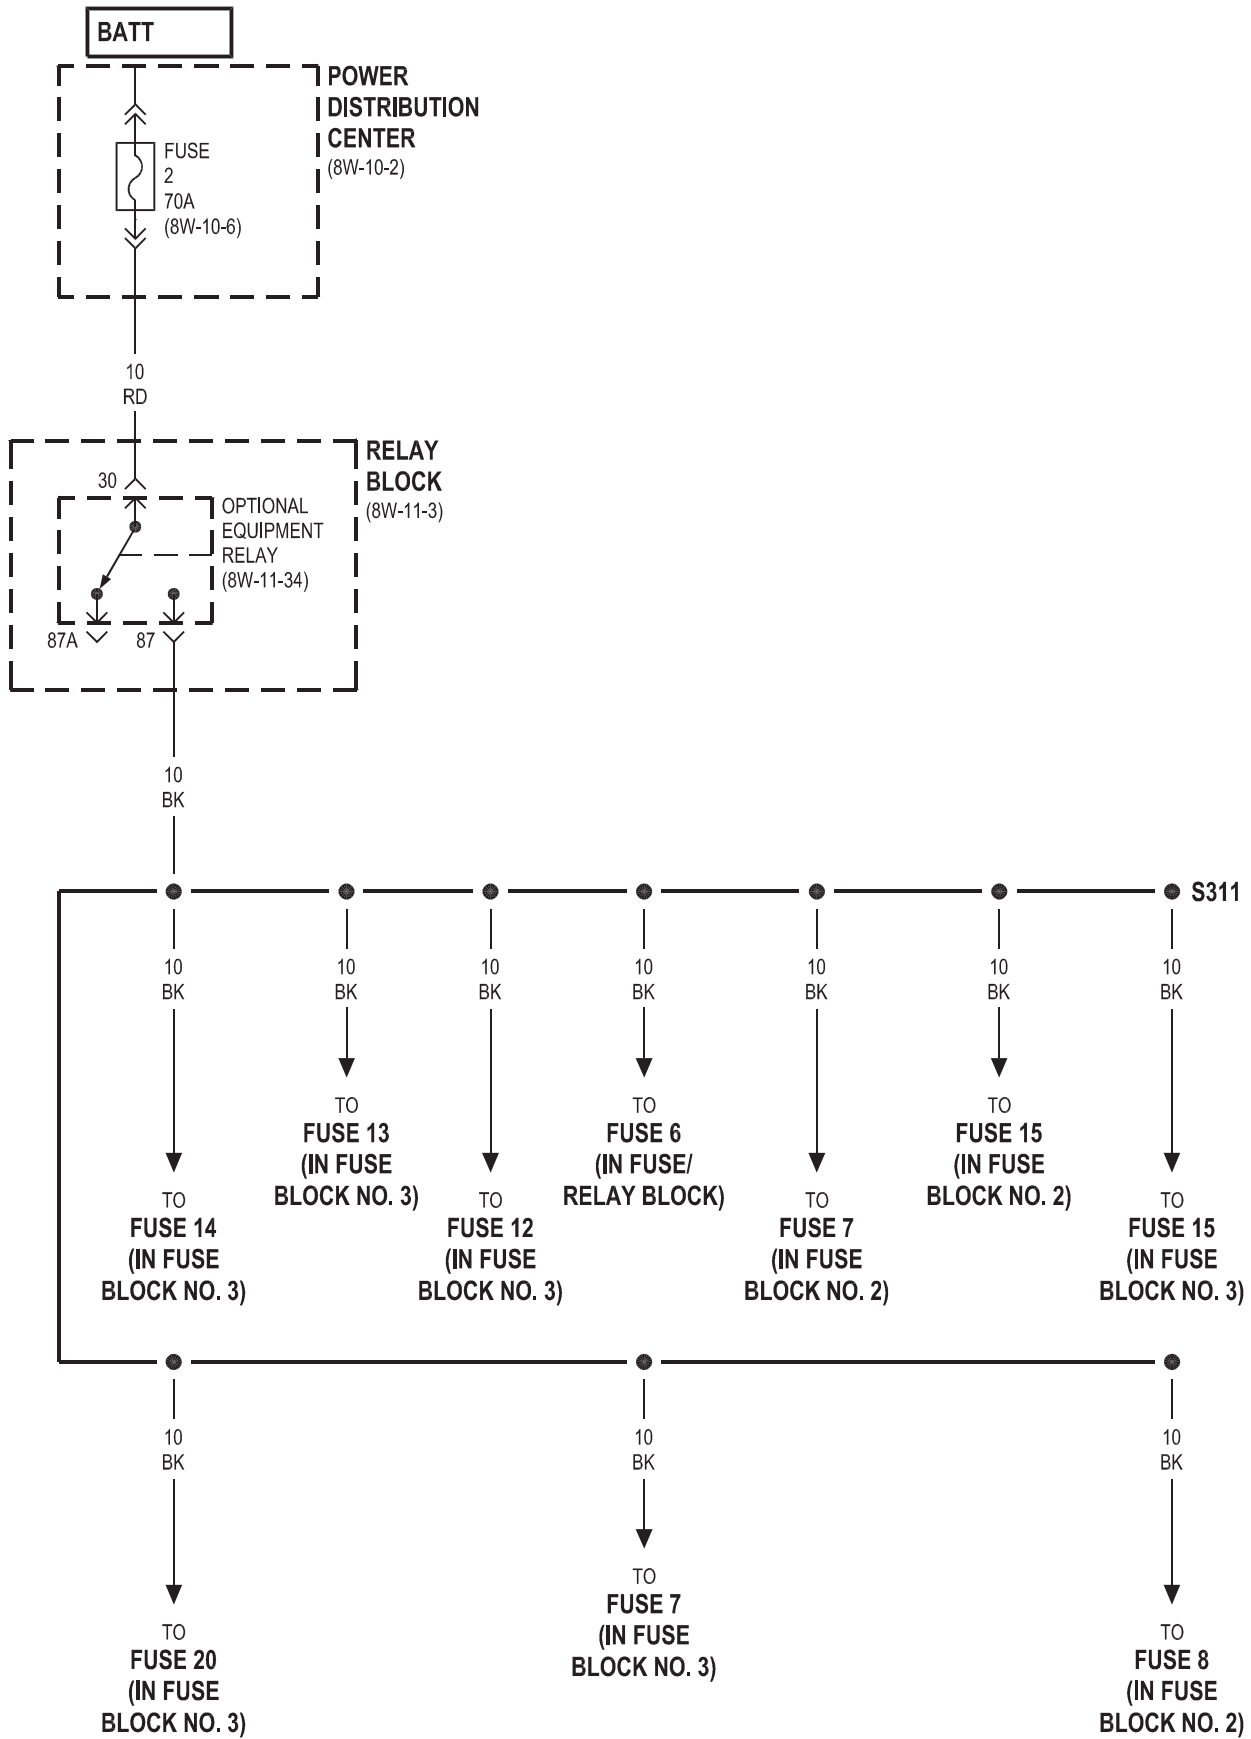 BATT
POWER
DISTRIBUTION
CENTER
(8W-10-2)
FUSE
2
70A
(8W-10-6)
10
RD
RELAY
BLOCK
(8W-11-3)
30
OPTIONAL
EQUIPMENT
RELAY
(8W-11-34)
87A
87
10
BK
S311
10
BK
10
BK
10
BK
10
BK
10
BK
10
BK
10
BK
TO
FUSE 14
(IN FUSE
BLOCK NO. 3)
TO
FUSE 13
(IN FUSE
BLOCK NO. 3)
TO
FUSE 12
(IN FUSE
BLOCK NO. 3)
TO
FUSE 6
(IN FUSE/
RELAY BLOCK)
TO
FUSE 7
(IN FUSE
BLOCK NO. 2)
TO
FUSE 15
(IN FUSE
BLOCK NO. 2)
TO
FUSE 15
(IN FUSE
BLOCK NO. 3)
10
BK
10
BK
10
BK
TO
FUSE 20
(IN FUSE
BLOCK NO. 3)
TO
FUSE 7
(IN FUSE
BLOCK NO. 3)
TO
FUSE 8
(IN FUSE
BLOCK NO. 2)